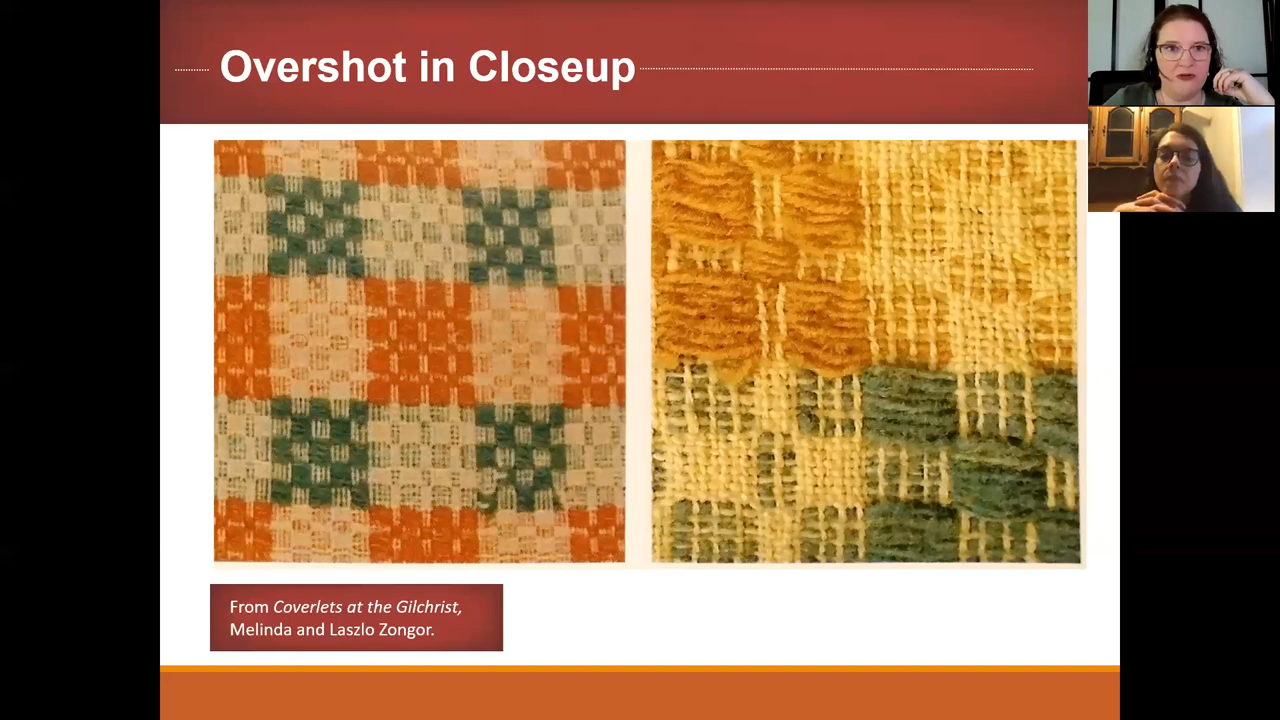 Overshot in Closeup
From Coverlets at the Gilchrist,
Melinda and Laszlo Zongor.